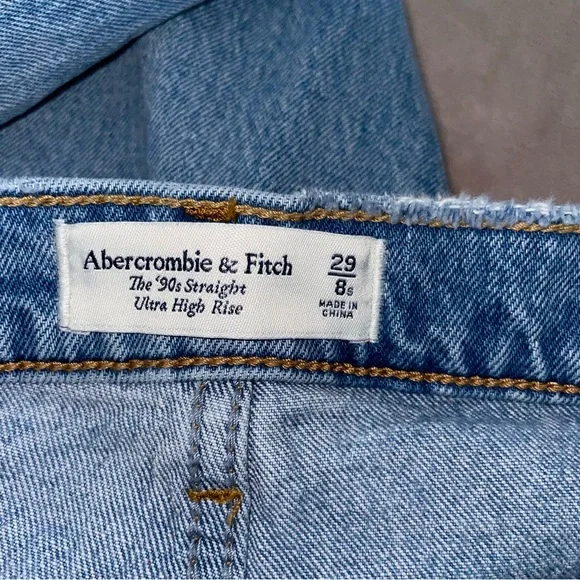 Abercrombie & Fitch
The '90s Straight
Ultra High Rise
29
8s
MADE IN
CHINA